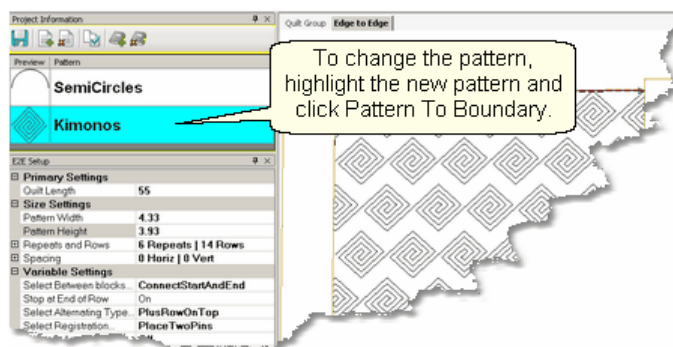 Project Information
Quilt Group Edge to Edge
Preview Pattern
SemiCircles
Kimonos
To change the pattern,
highlight the new pattern and
click Pattern To Boundary.
E2E Setup
Primary Settings
Quilt Length 55
Size Settings
Pattern Width 4.33
Pattern Height 3.93
Repeats and Rows 6 Repeats | 14 Rows
Spacing 0 Horiz | 0 Vert
Variable Settings
Select Between blocks... ConnectStartAndEnd
Stop at End of Row On
Select Alternating Type... PlusRowOnTop
Select Registration... PlaceTwoPins